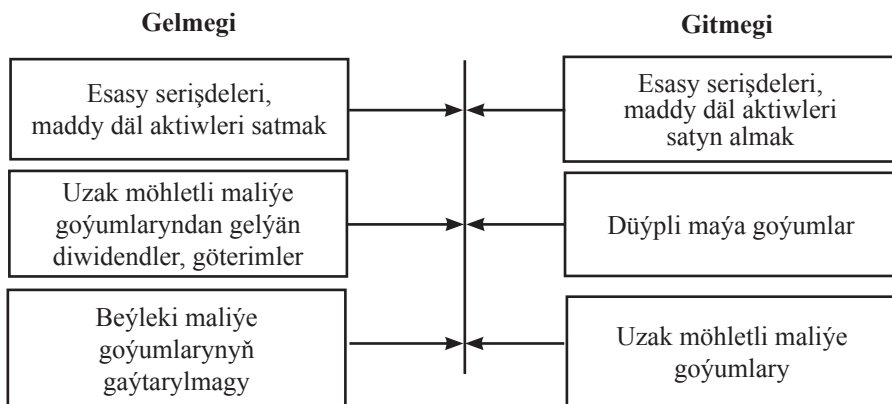 Gelmegi
Gitmegi
Esasy serişdeleri,
maddy däl aktiwleri satmak
Esasy serişdeleri,
maddy däl aktiwleri
satyn almak
Uzak möhletli maliýe
goýumlaryndan gelýän
diwidendler, göterimler
Düýpli maýa goýumlar
Beýleki maliýe
goýumlarynyň
gaýtarylmagy
Uzak möhletli maliýe
goýumlary